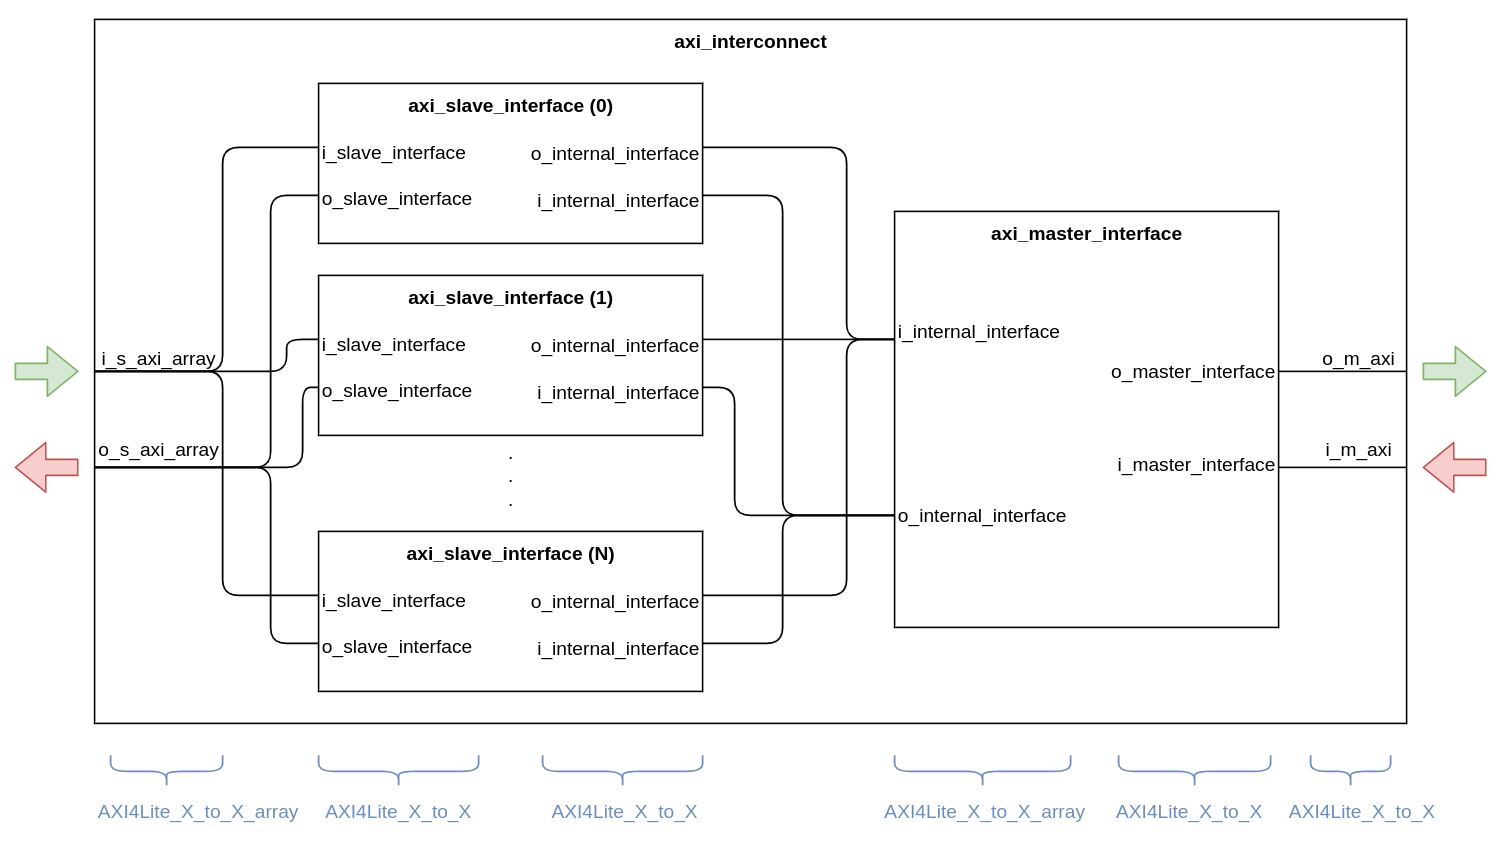 axi_interconnect
axi_slave_interface (0)
i_slave_interface
o_internal_interface
o_slave_interface
i_internal_interface
axi_slave_interface (1)
i_slave_interface
o_internal_interface
o_slave_interface
i_internal_interface
.
.
.
axi_slave_interface (N)
i_slave_interface
o_internal_interface
o_slave_interface
i_internal_interface
i_s_axi_array
o_s_axi_array
axi_master_interface
i_internal_interface
o_master_interface
i_master_interface
o_internal_interface
o_m_axi
i_m_axi
AXI4Lite_X_to_X_array
AXI4Lite_X_to_X
AXI4Lite_X_to_X
AXI4Lite_X_to_X_array
AXI4Lite_X_to_X
AXI4Lite_X_to_X